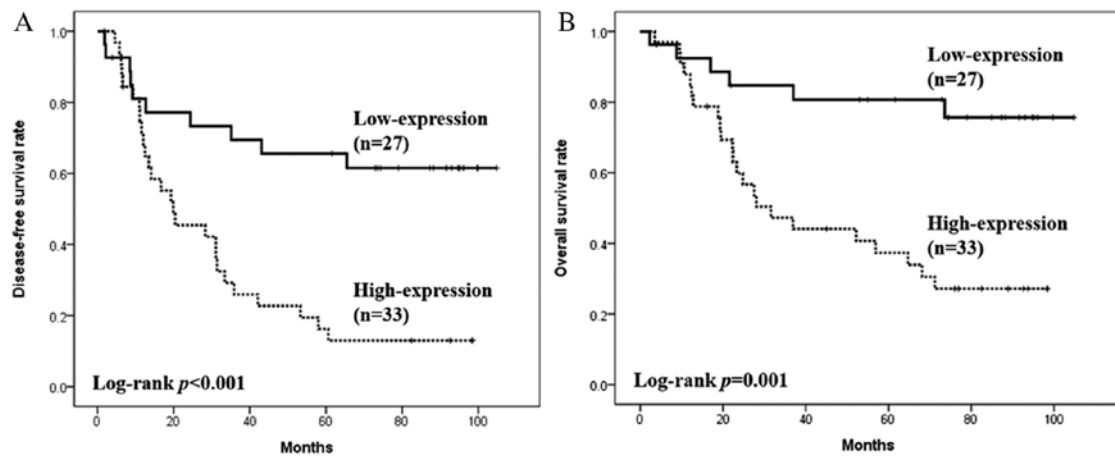 A
Disease-free survival rate
1.0
0.8
0.6
0.4
0.2
0.0
Low-expression
(n=27)
High-expression
(n=33)
Log-rank p<0.001
0 20 40 60 80 100
Months
B
Overall survival rate
1.0
0.8
0.6
0.4
0.2
0.0
Low-expression
(n=27)
High-expression
(n=33)
Log-rank p=0.001
0 20 40 60 80 100
Months